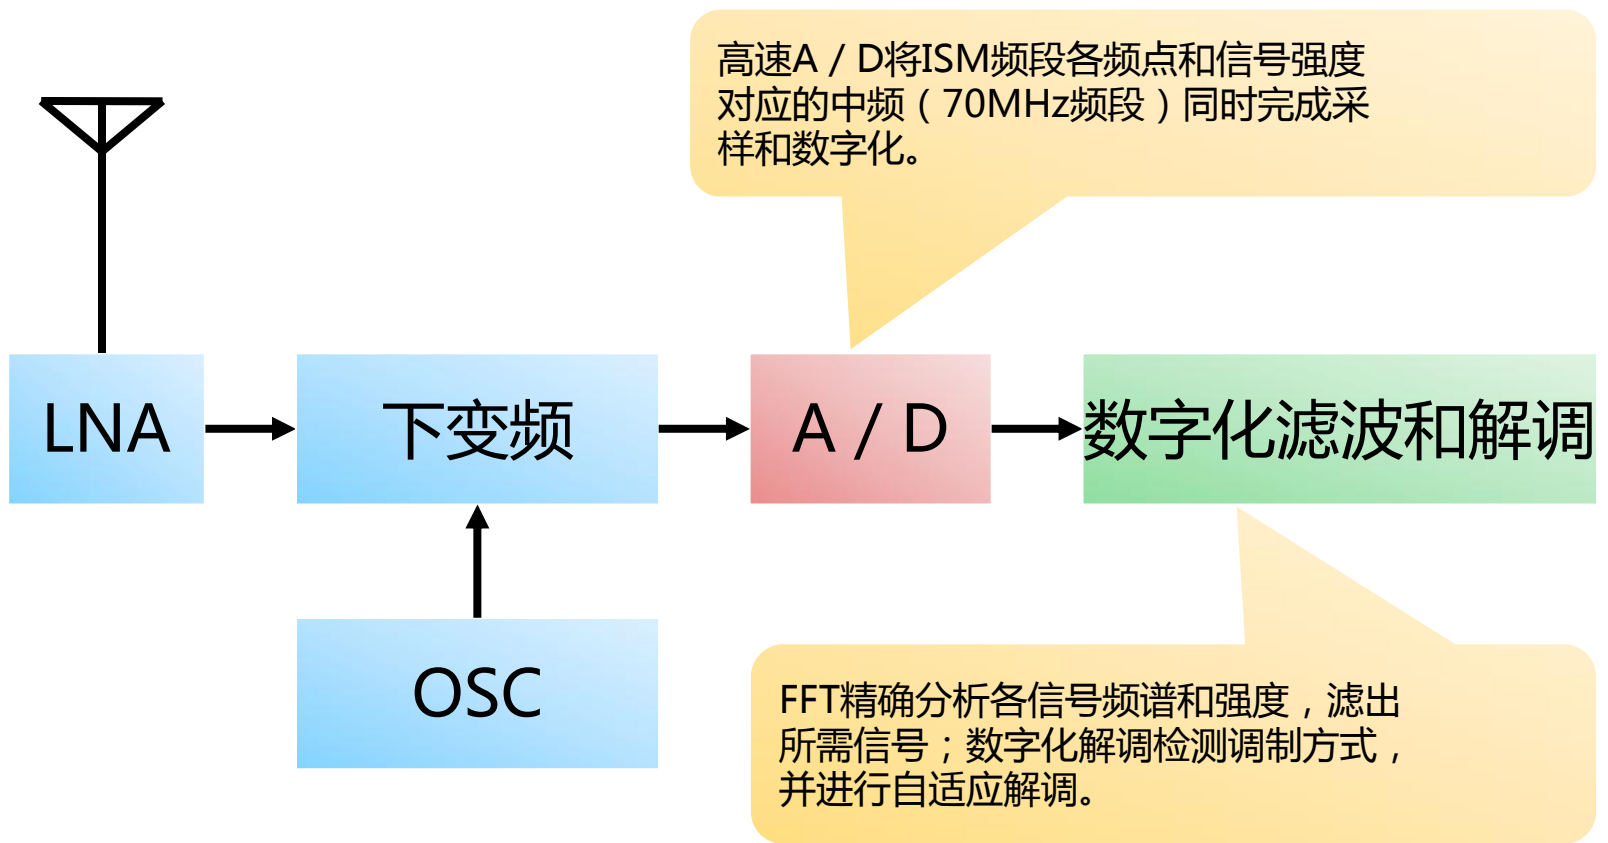 高速A / D将ISM频段各频点和信号强度
对应的中频（70MHz频段）同时完成采
样和数字化。
LNA
下变频
A / D
数字化滤波和解调
OSC
FFT精确分析各信号频谱和强度，滤出
所需信号；数字化解调检测调制方式，
并进行自适应解调。